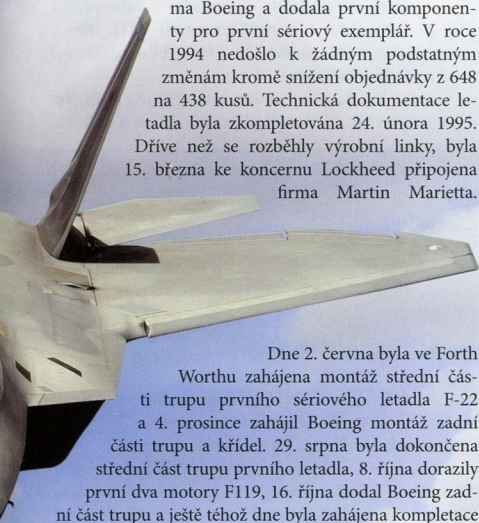 ma Boeing a dodala první komponen-
ty pro první sériový exemplář. V roce
1994 nedošlo k žádným podstatným
změnám kromě snížení objednávky z 648
na 438 kusů. Technická dokumentace le-
tadla byla zkompletována 24. února 1995.
Dříve než se rozběhly výrobní linky, byla
15. března ke koncernu Lockheed připojena
firma Martin Marietta.
Dne 2. června byla ve Forth
Worthu zahájena montáž střední čás-
ti trupu prvního sériového letadla F-22
a 4. prosince zahájil Boeing montáž zadní
části trupu a křídel. 29. srpna byla dokončena
střední část trupu prvního letadla, 8. října dorazily
první dva motory F119, 16. října dodal Boeing zad-
ní část trupu a ještě téhož dne byla zahájena kompletace